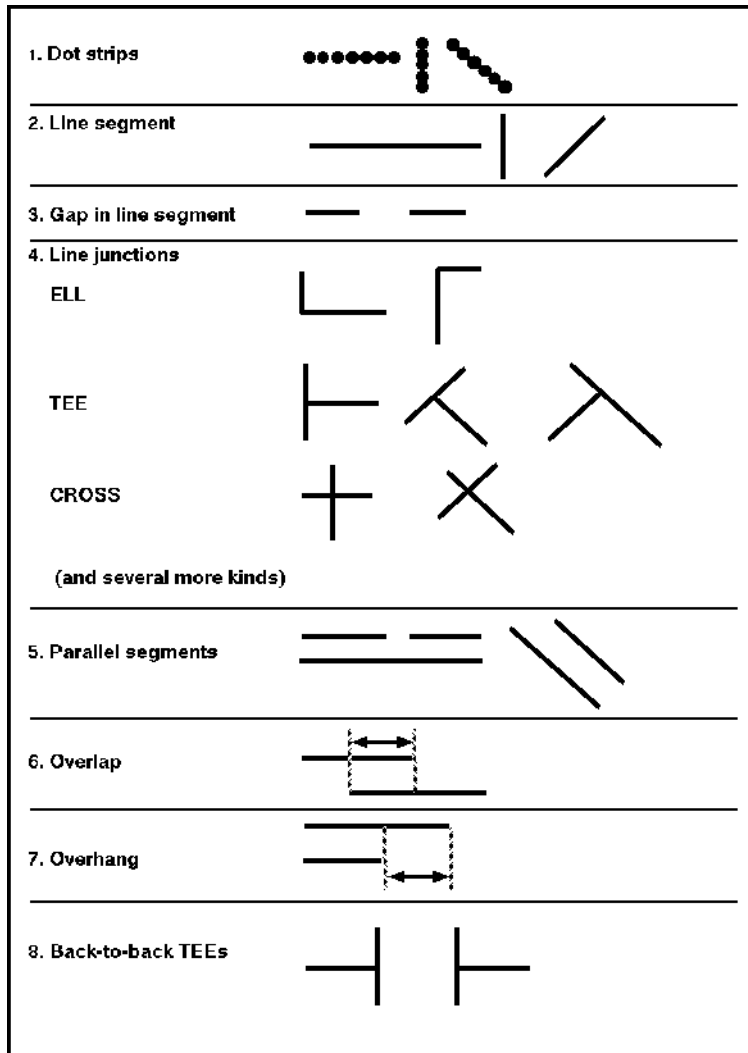 1. Dot strips
2. Line segment
3. Gap in line segment
4. Line junctions
ELL
TEE
CROSS
(and several more kinds)
5. Parallel segments
6. Overlap
7. Overhang
8. Back-to-back TEEs